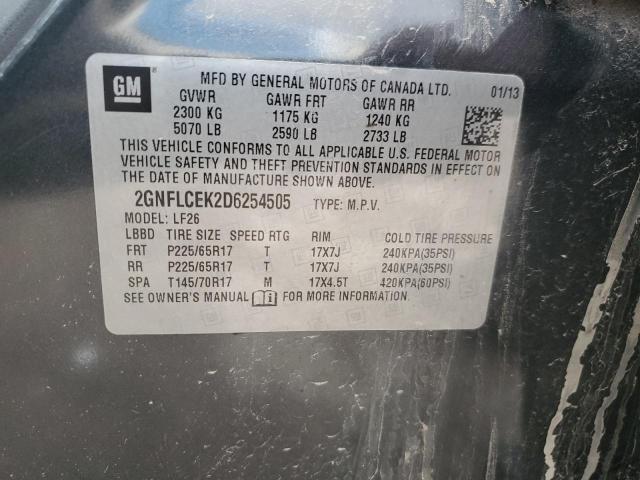 GM
MFD BY GENERAL MOTORS OF CANADA LTD. 01/13
GVWR GAWR FRT GAWR RR
2300 KG 1175 KG 1240 KG
5070 LB 2590 LB 2733 LB
THIS VEHICLE CONFORMS TO ALL APPLICABLE U.S. FEDERAL MOTOR
VEHICLE SAFETY AND THEFT PREVENTION STANDARDS IN EFFECT ON
THE DATE OF MANUFACTURE SHOWN ABOVE.
2GNFLCEK2D6254505 TYPE: M.P.V.
MODEL: LF26
LBBD TIRE SIZE SPEED RTG RIM COLD TIRE PRESSURE
FRT P225/65R17 T 17X7J 240KPA(35PSI)
RR P225/65R17 T 17X7J 240KPA(35PSI)
SPA T145/70R17 M 17X4.5T 420KPA(60PSI)
SEE OWNER'S MANUAL FOR MORE INFORMATION.